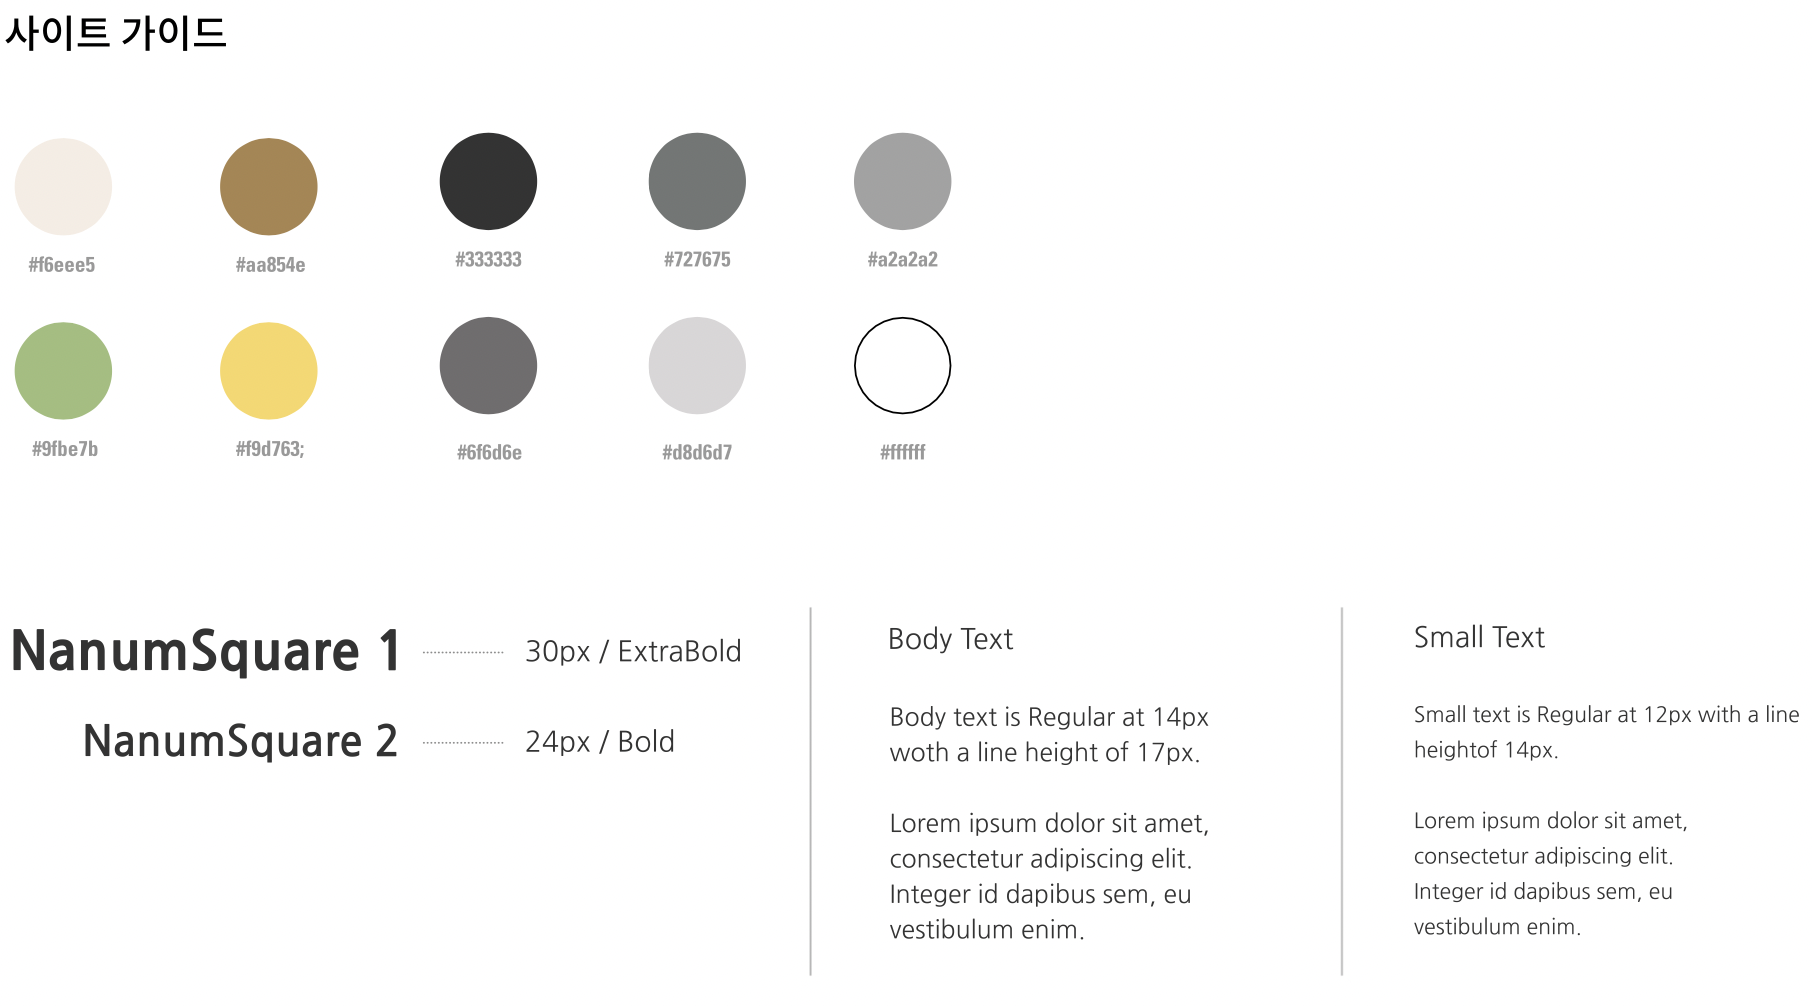 사이트 가이드
#f6eee5
#aa854e
#333333
#727675
#a2a2a2
#9fbe7b
#f9d763;
#6f6d6e
#d8d6d7
#ffffff
NanumSquare 1
30px / ExtraBold
NanumSquare 2
24px / Bold
Body Text
Body text is Regular at 14px
woth a line height of 17px.
Lorem ipsum dolor sit amet,
consectetur adipiscing elit.
Integer id dapibus sem, eu
vestibulum enim.
Small Text
Small text is Regular at 12px with a line
heightof 14px.
Lorem ipsum dolor sit amet,
consectetur adipiscing elit.
Integer id dapibus sem, eu
vestibulum enim.